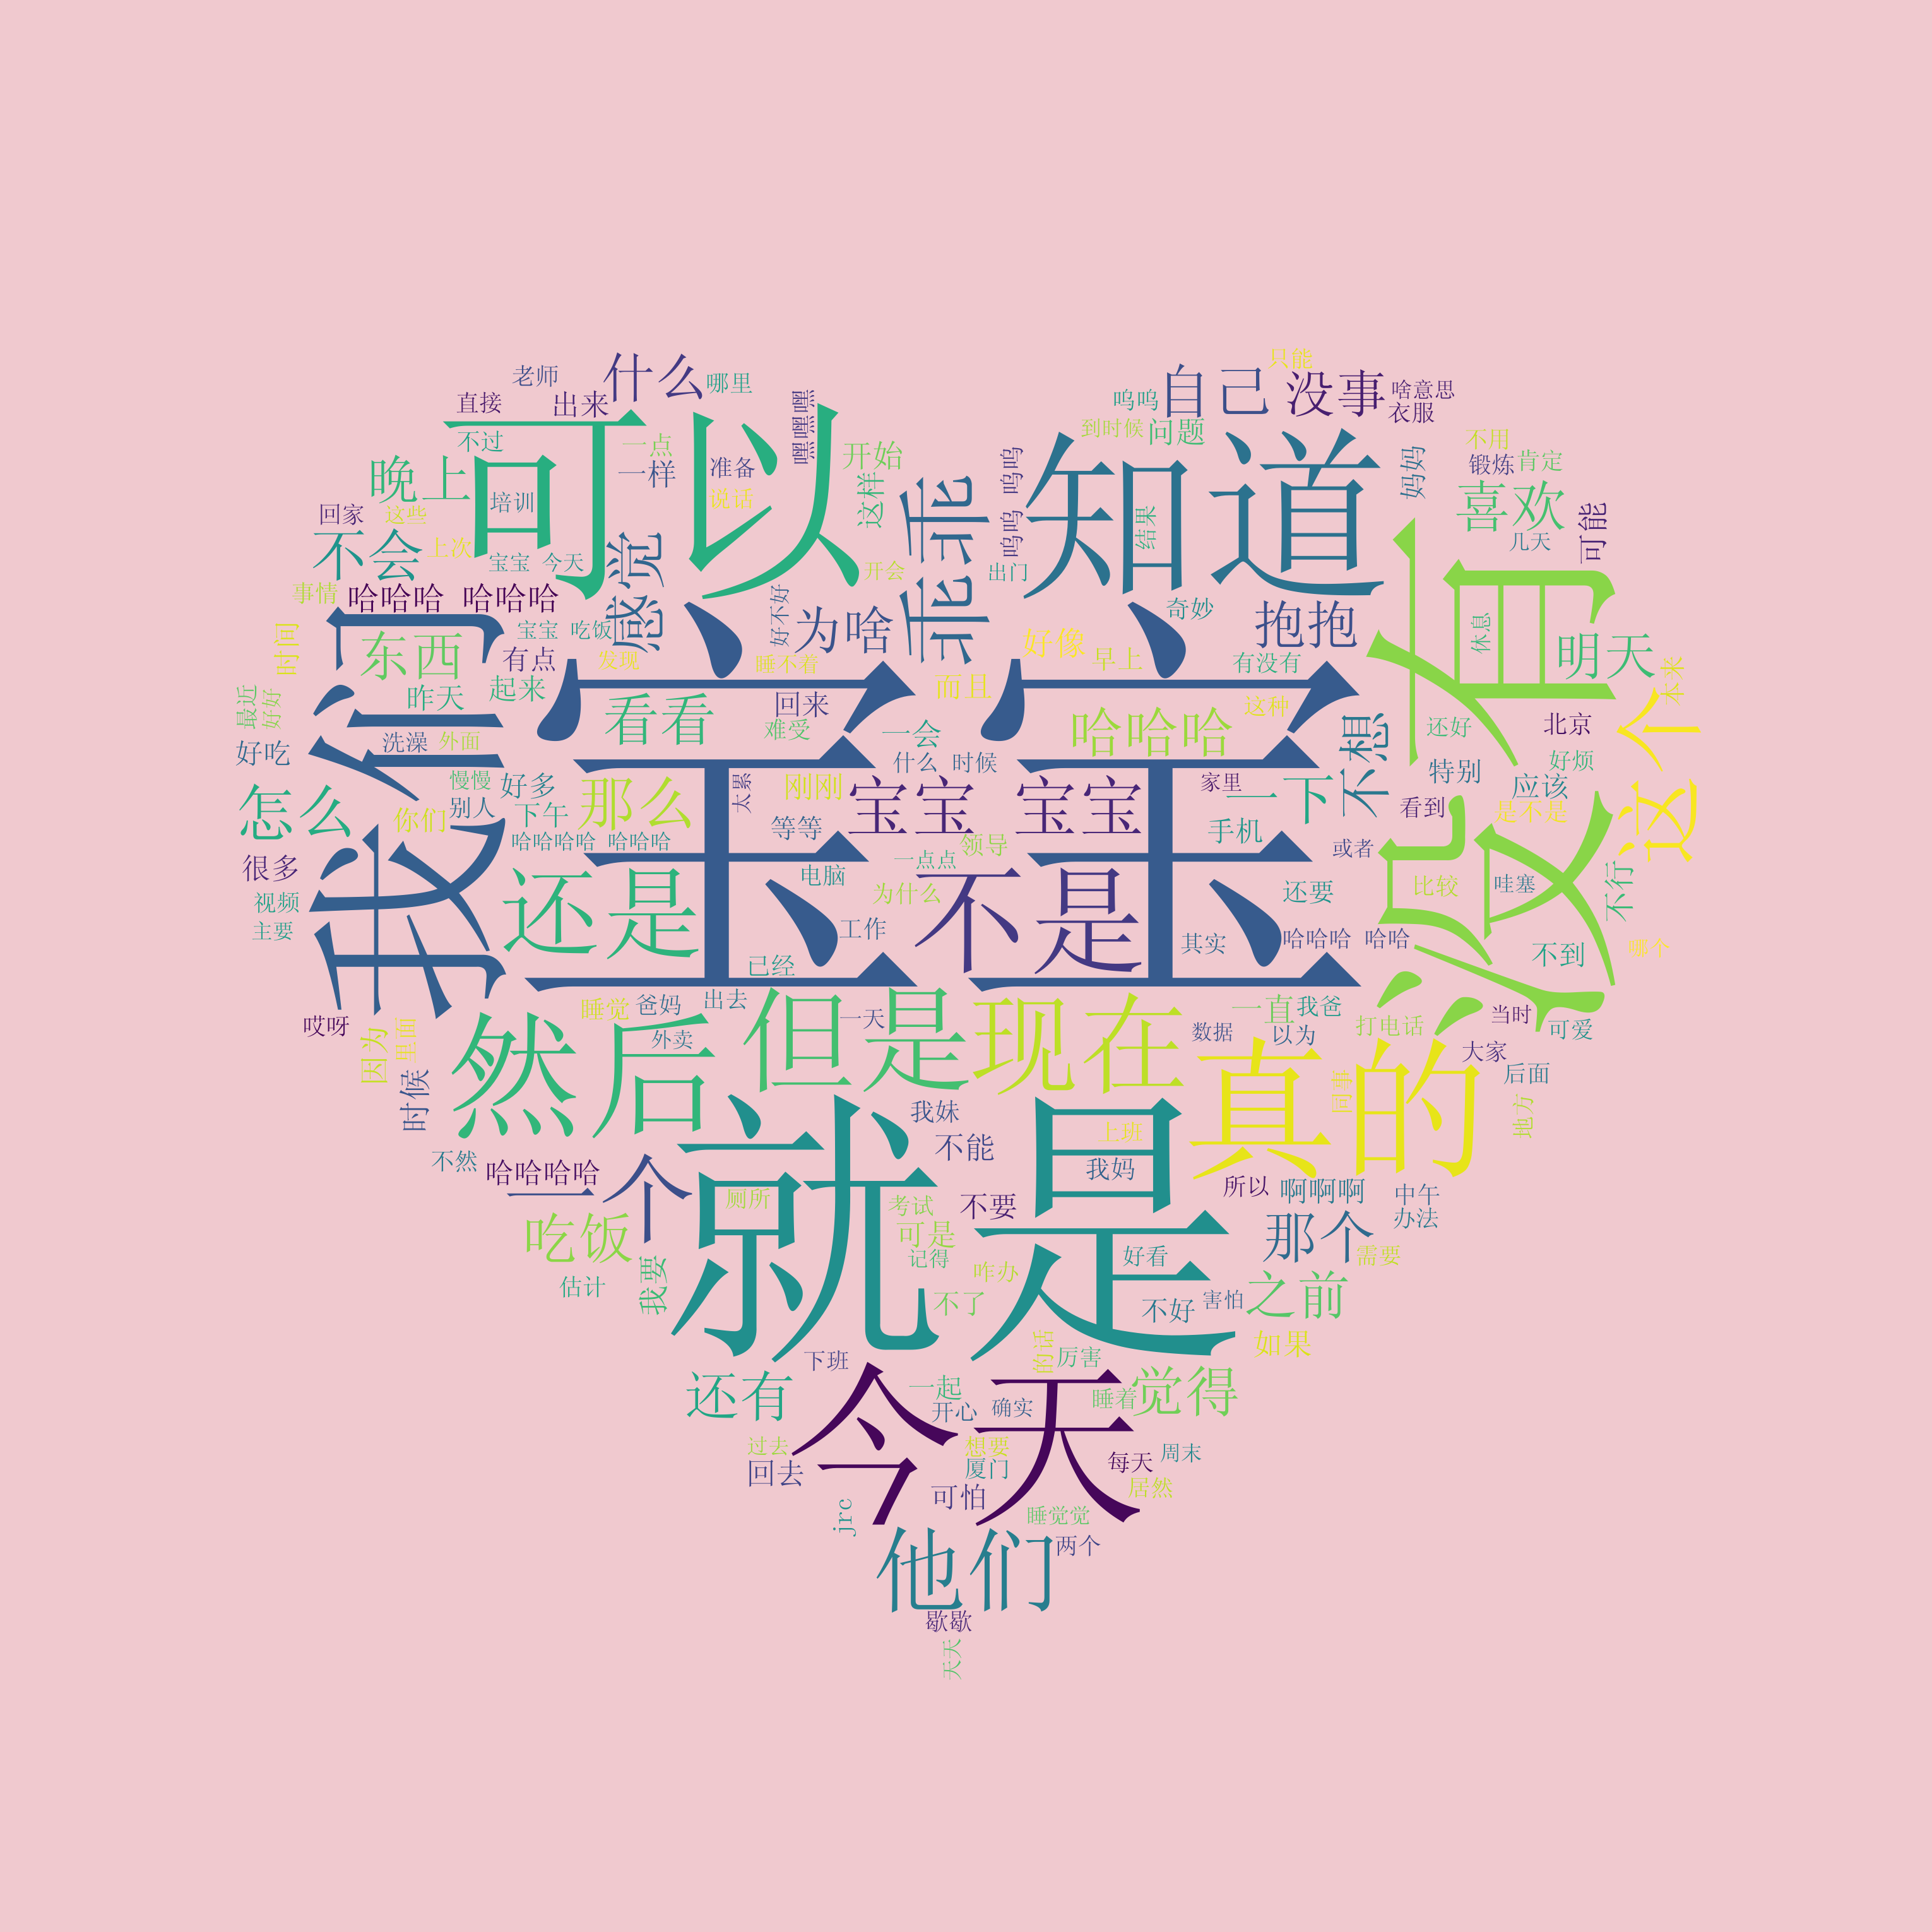 老师
什么
哪里
直接
出来
不过
可以
一点
一样
准备
说话
嘿嘿嘿
开始
这样
晚上
培训
回家
这些
不会
上次
宝宝 今天
感觉
开会
只能
呜呜
自己
没事
啥意思
衣服
到时候
问题
知道
乖乖
呜呜 呜呜
结果
出门
奇妙
妈妈
不用
锻炼
肯定
喜欢
几天
可能
事情
哈哈哈 哈哈哈
宝宝 吃饭
好不好
为啥
抱抱
没有
休息
明天
时间
东西
有点
发现
睡不着
好像
早上
有没有
本来
最近
好好
昨天
起来
看看
回来
而且
这种
不想
还好
北京
这个
我们
洗澡
外面
难受
一会
哈哈哈
好吃
慢慢
好多
宝宝
太累
什么 时候
家里
特别
好烦
应该
怎么
你们
别人
下午
那么
刚刚
宝宝 宝宝
一下
看到
是不是
哈哈哈哈 哈哈哈
等等
领导
手机
或者
很多
一点点
电脑
为什么
不是
还要
比较
哇塞
不行
视频
主要
还是
工作
其实
哈哈哈 哈哈
不到
哪个
已经
哎呀
睡觉
爸妈
出去
一天
一直
我爸
打电话
当时
可爱
因为
里面
然后
外卖
但是
现在
数据
以为
大家
后面
时候
真的
同事
地方
我妹
不能
上班
我妈
不然
哈哈哈哈
一个
就是
厕所
考试
不要
所以
啊啊啊
中午
办法
吃饭
可是
记得
那个
需要
估计
我要
咋办
好看
不了
不好
害怕
之前
如果
的话
厉害
下班
还有
今天
一起
开心
确实
睡着
觉得
过去
回去
想要
厦门
每天
周末
可怕
居然
jrc
睡觉觉
他们
两个
歇歇
天天